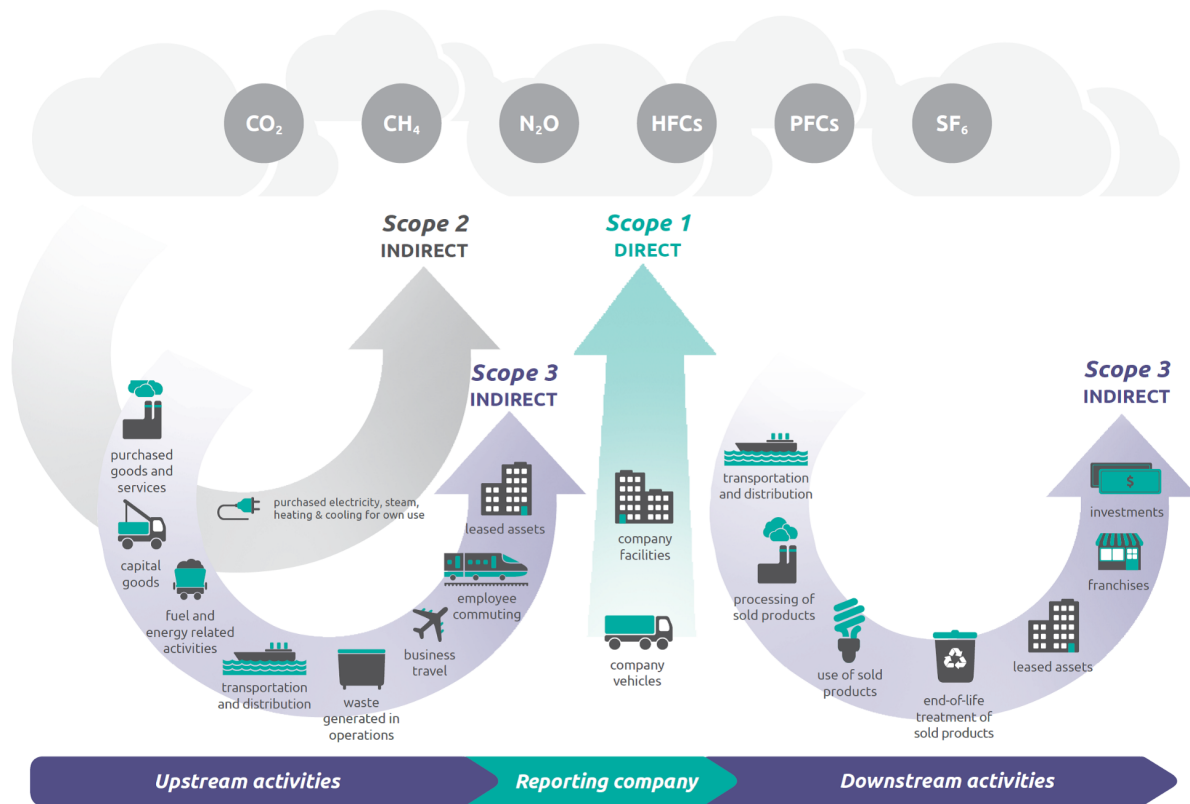 CO₂
CH₄
N₂O
HFCs
PFCs
SF₆
Scope 2
INDIRECT
Scope 1
DIRECT
Scope 3
INDIRECT
Scope 3
INDIRECT
purchased
goods and
services
capital
goods
fuel and
energy related
activities
transportation
and distribution
waste
generated in
operations
business
travel
employee
commuting
leased assets
purchased electricity, steam,
heating & cooling for own use
company
facilities
company
vehicles
transportation
and distribution
processing of
sold products
use of sold
products
end-of-life
treatment of
sold products
leased assets
franchises
$
investments
Upstream activities
Reporting company
Downstream activities